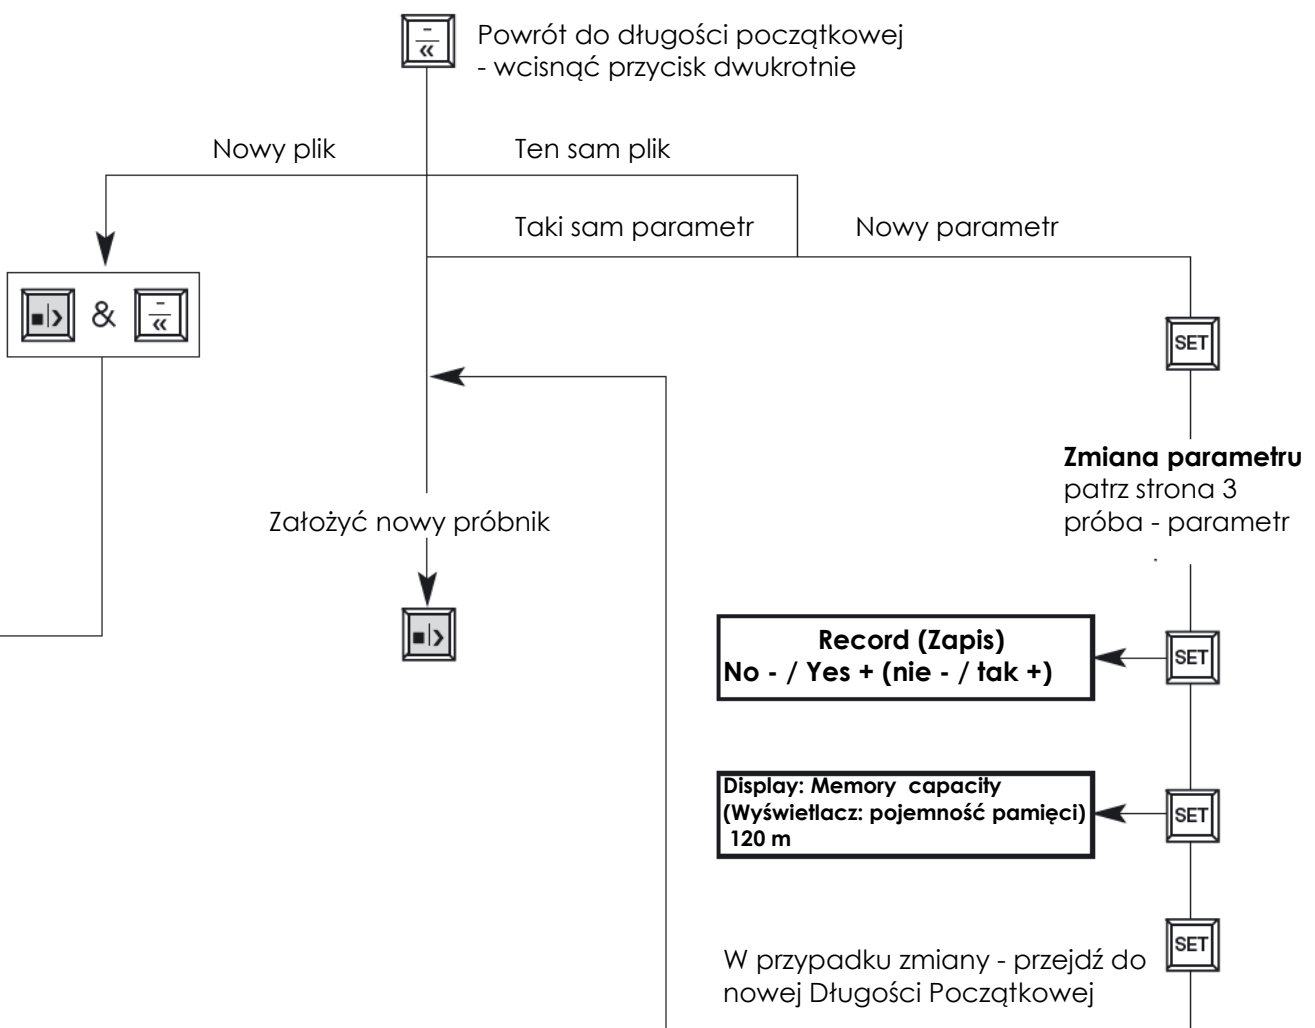 -
«
Powrót do długości początkowej
- wcisnąć przycisk dwukrotnie
Nowy plik
Ten sam plik
Taki sam parametr
Nowy parametr
&
-
«
SET
Zmiana parametru
patrz strona 3
próba - parametr
Założyć nowy próbnik
Record (Zapis)
No - / Yes + (nie - / tak +)
SET
Display: Memory capacity
(Wyświetlacz: pojemność pamięci)
120 m
SET
SET
W przypadku zmiany - przejdź do
nowej Długości Początkowej